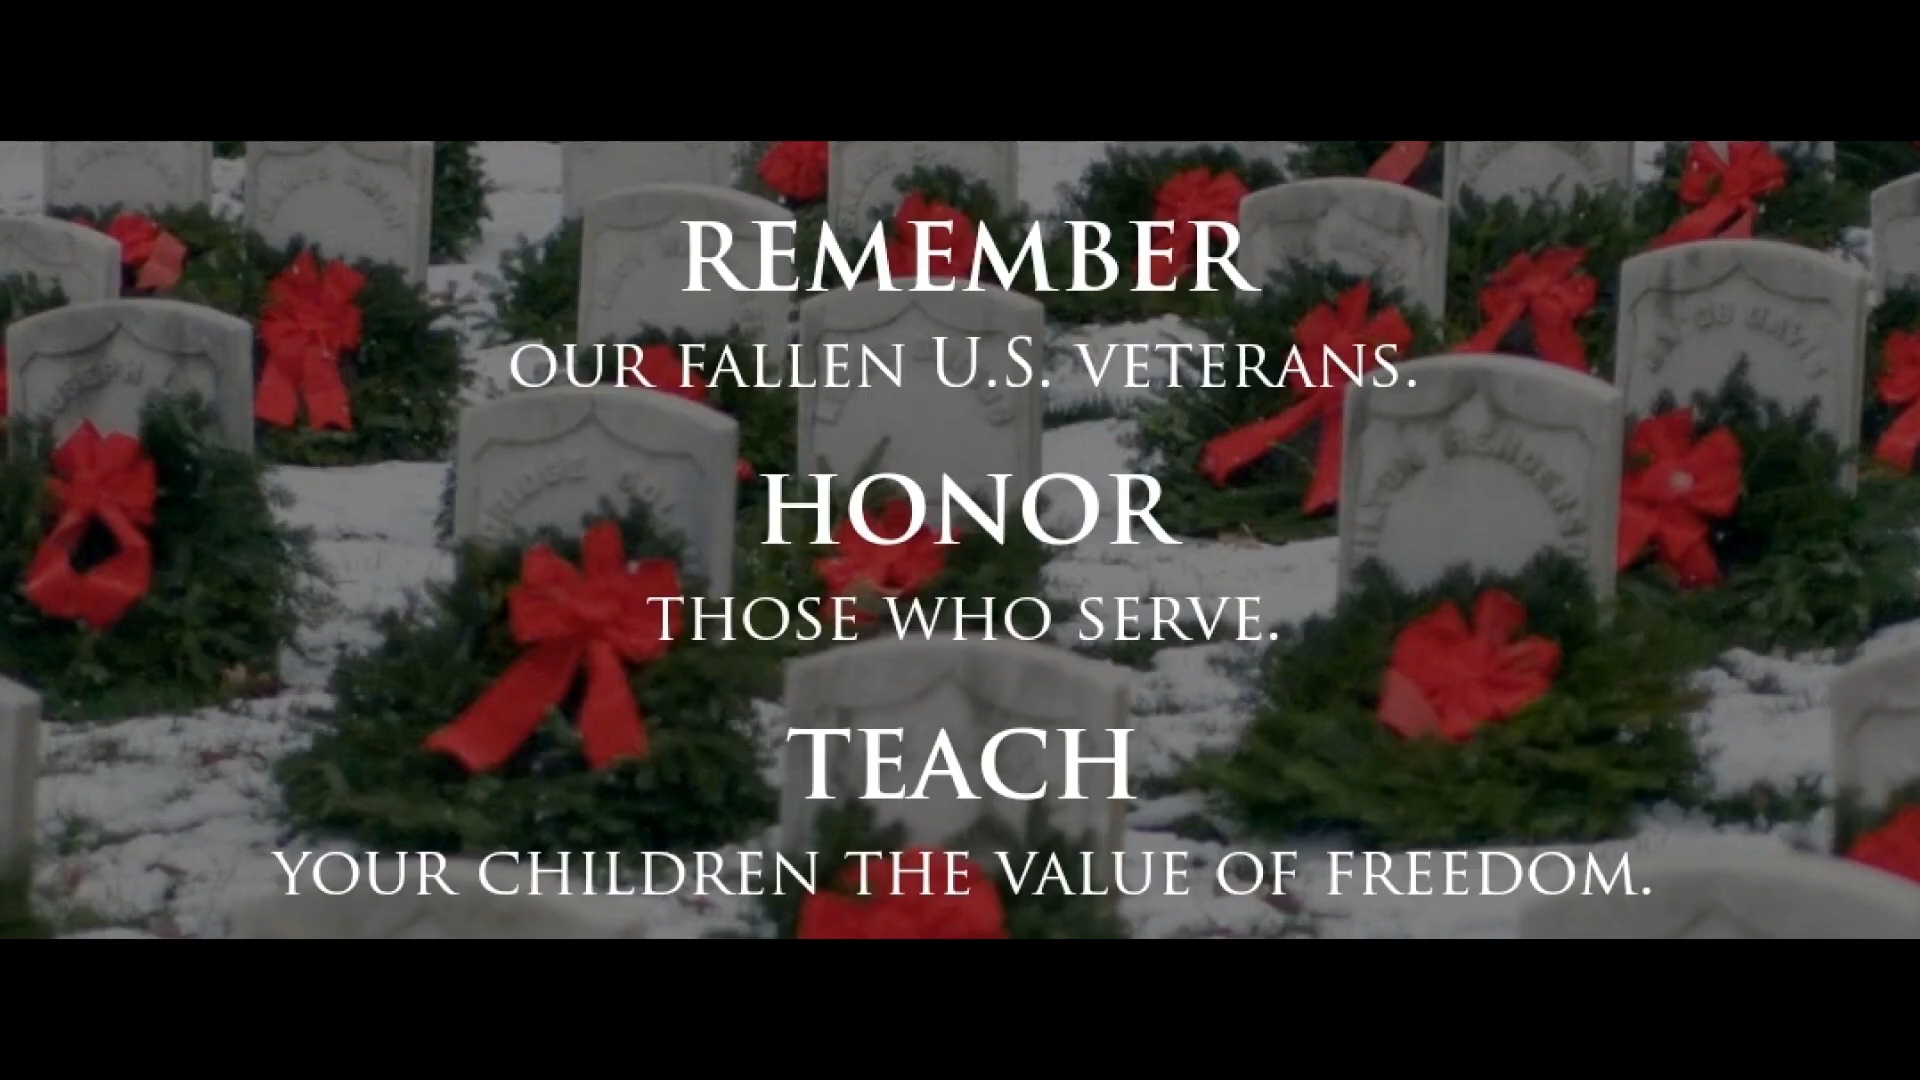 REMEMBER
OUR FALLEN U.S. VETERANS.
HONOR
THOSE WHO SERVE.
TEACH
YOUR CHILDREN THE VALUE OF FREEDOM.